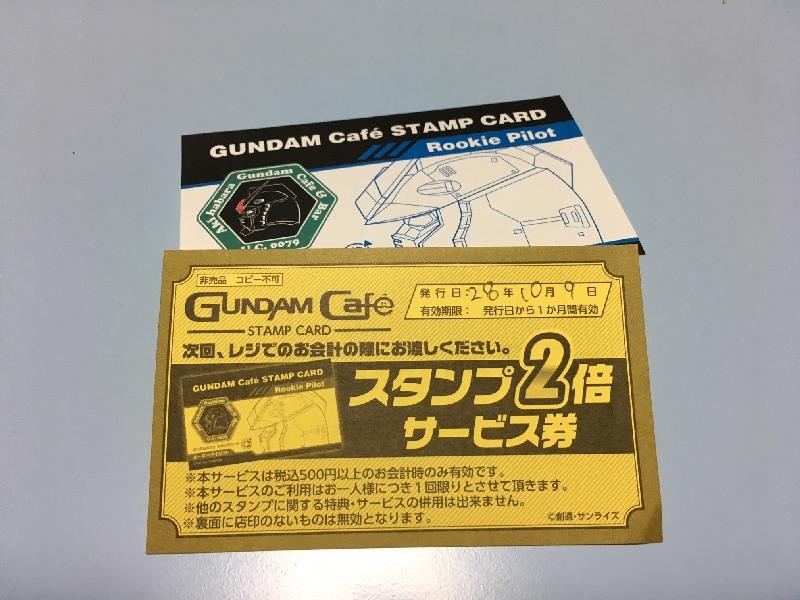 GUNDAM Café STAMP CARD
Rookie Pilot
Akihabara Gundam Café & Bar
U.C. 0079
非売品 コピー不可
GUNDAM Café
STAMP CARD
発行日:28年10月9日
有効期限: 発行日から1か月間有効
次回、レジでのお会計の際にお渡しください。
GUNDAM Café STAMP CARD
Rookie Pilot
スタンプ2倍
サービス券
※本サービスは税込500円以上のお会計時のみ有効です。
※本サービスのご利用はお一人様につき1回限りとさせて頂きます。
※他のスタンプに関する特典・サービスの併用は出来ません。
※裏面に店印のないものは無効となります。
©創通・サンライズ